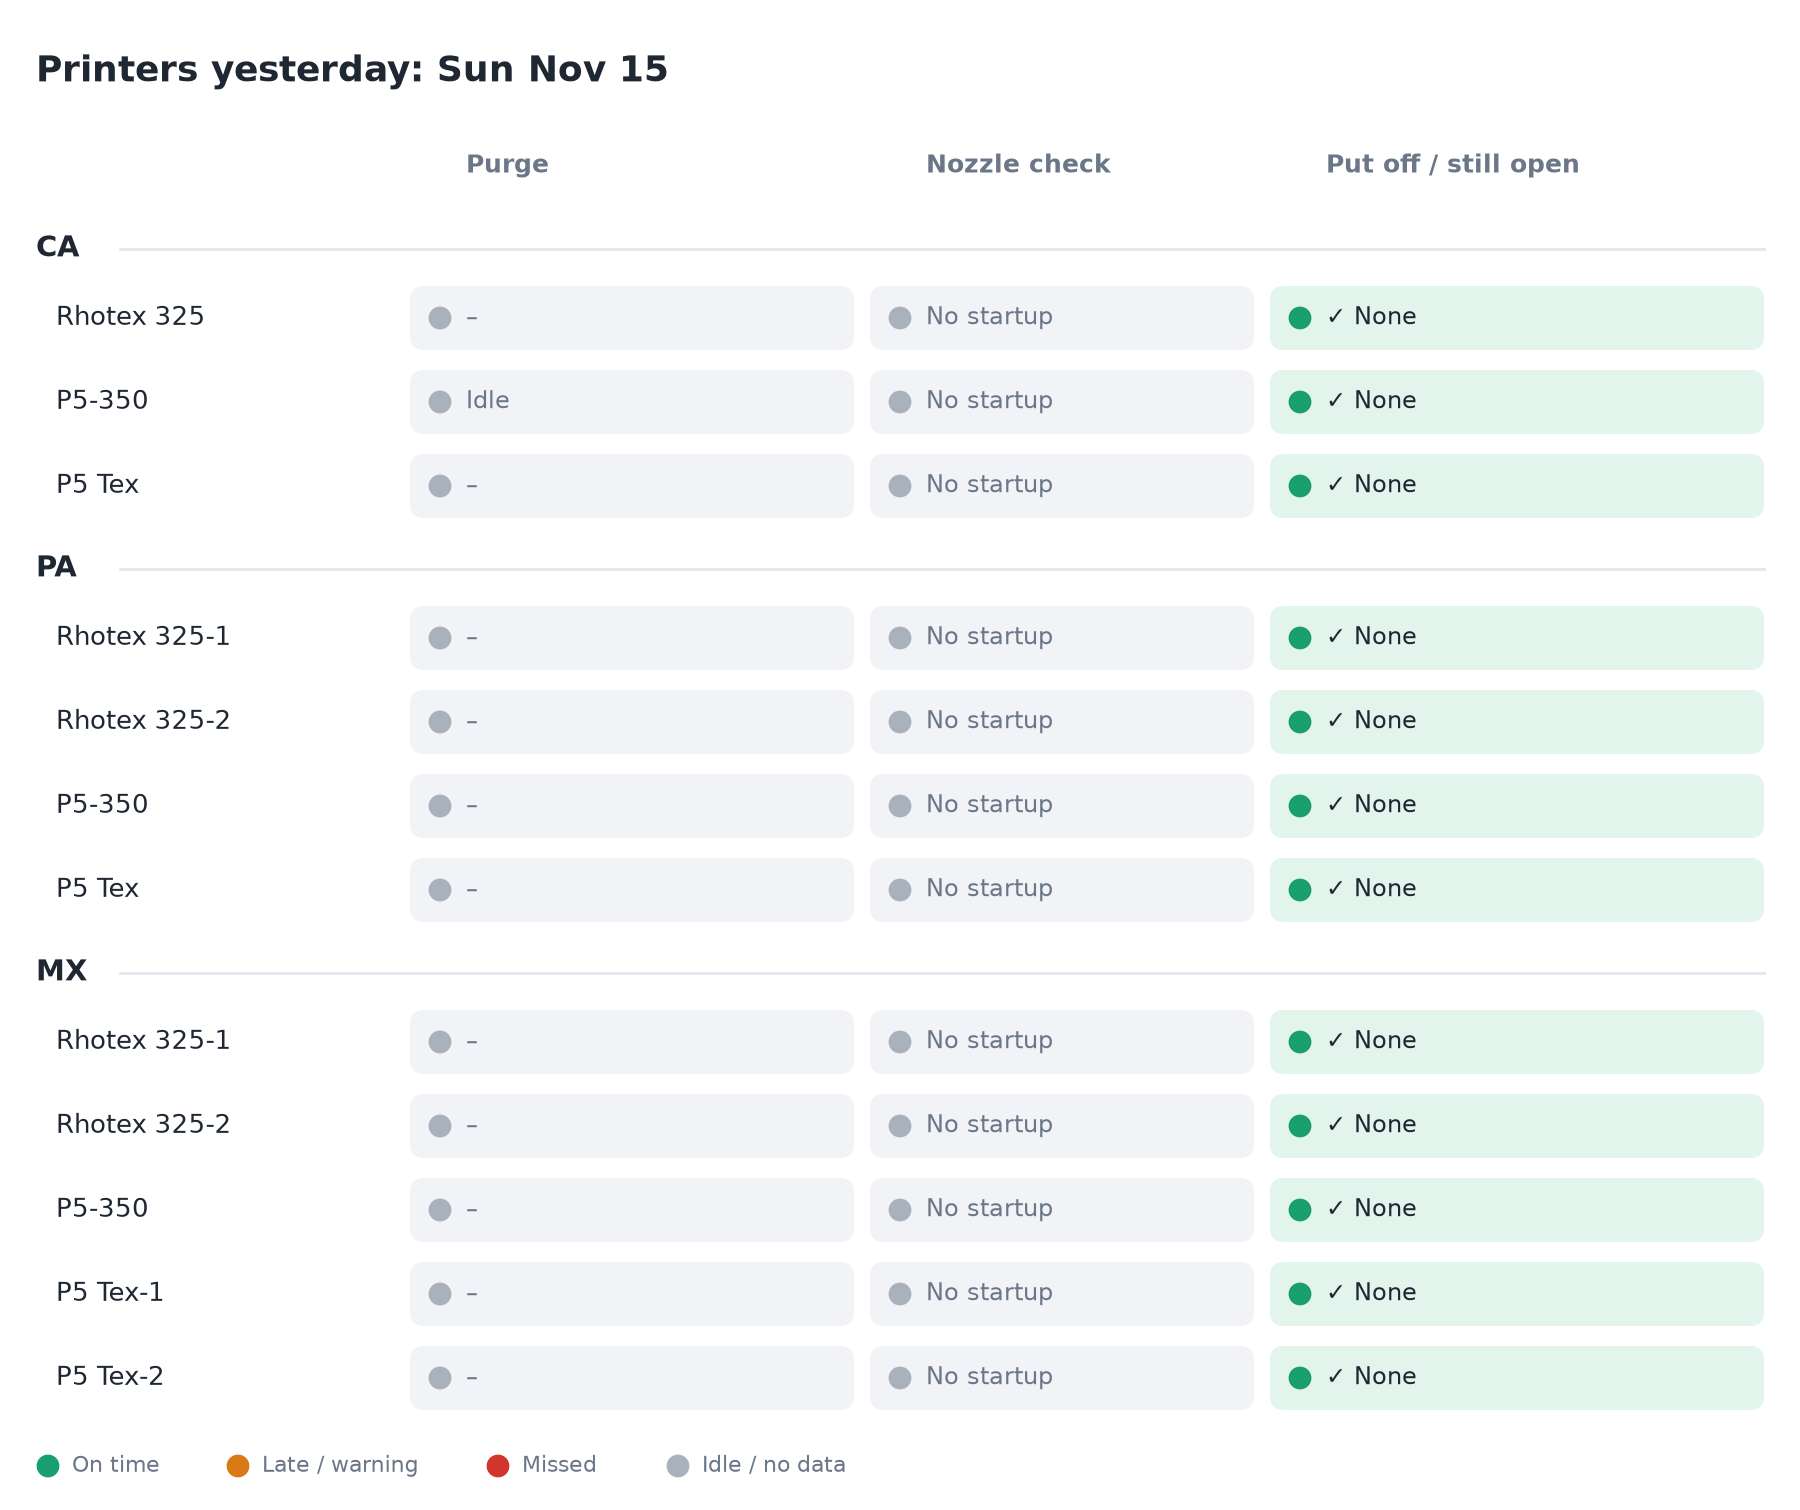 Printers yesterday: Sun Nov 15
Purge Nozzle check Put off / still open
CA
Rhotex 325 – No startup ✓ None
P5-350 Idle No startup ✓ None
P5 Tex – No startup ✓ None
PA
Rhotex 325-1 – No startup ✓ None
Rhotex 325-2 – No startup ✓ None
P5-350 – No startup ✓ None
P5 Tex – No startup ✓ None
MX
Rhotex 325-1 – No startup ✓ None
Rhotex 325-2 – No startup ✓ None
P5-350 – No startup ✓ None
P5 Tex-1 – No startup ✓ None
P5 Tex-2 – No startup ✓ None
On time Late / warning Missed Idle / no data